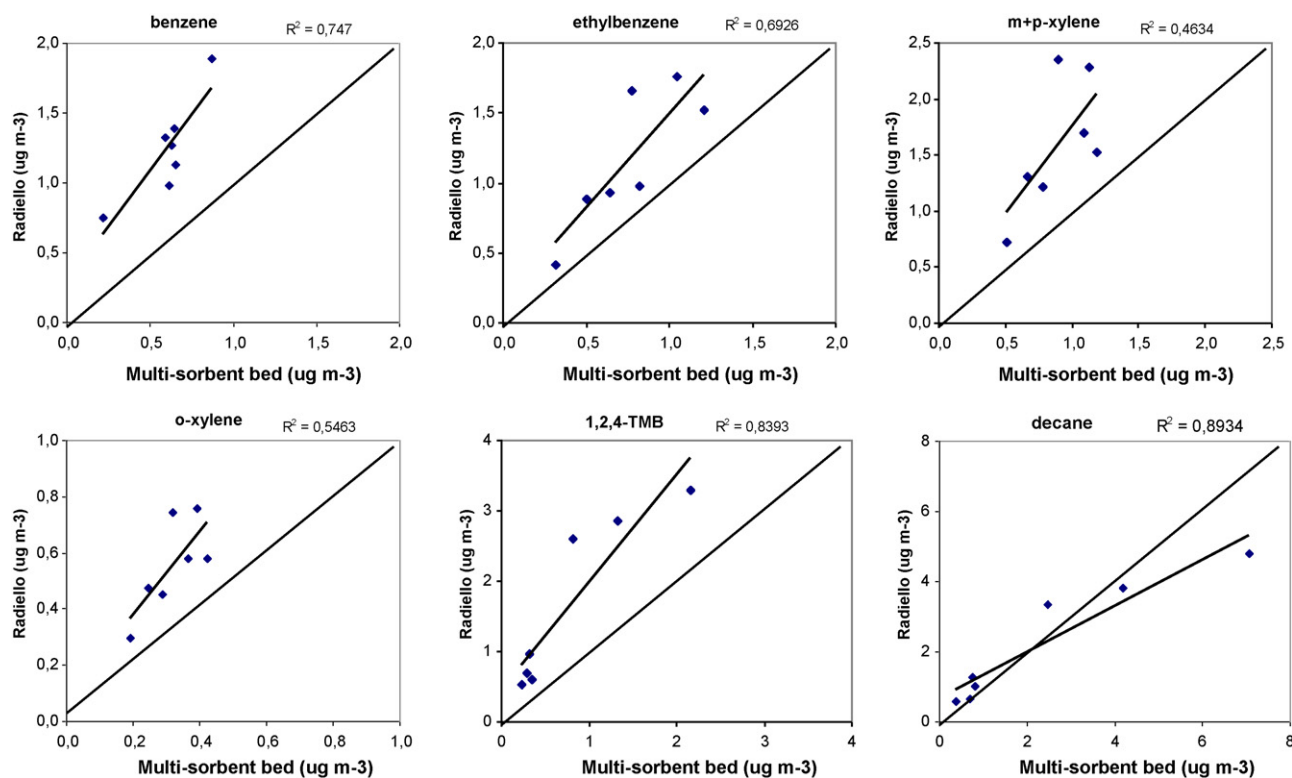 benzene R² = 0,747
2,0
1,5
1,0
0,5
0,0
Radiello (ug m-3)
0,0 0,5 1,0 1,5 2,0
Multi-sorbent bed (ug m-3)
ethylbenzene R² = 0,6926
2,0
1,5
1,0
0,5
0,0
Radiello (ug m-3)
0,0 0,5 1,0 1,5 2,0
Multi-sorbent bed (ug m-3)
m+p-xylene R² = 0,4634
2,5
2,0
1,5
1,0
0,5
0,0
Radiello (ug m-3)
0,0 0,5 1,0 1,5 2,0 2,5
Multi-sorbent bed (ug m-3)
o-xylene R² = 0,5463
1,0
0,8
0,6
0,4
0,2
0,0
Radiello (ug m-3)
0,0 0,2 0,4 0,6 0,8 1,0
Multi-sorbent bed (ug m-3)
1,2,4-TMB R² = 0,8393
4
3
2
1
0
Radiello (ug m-3)
0 1 2 3 4
Multi-sorbent bed (ug m-3)
decane R² = 0,8934
8
6
4
2
0
Radiello (ug m-3)
0 2 4 6 8
Multi-sorbent bed (ug m-3)